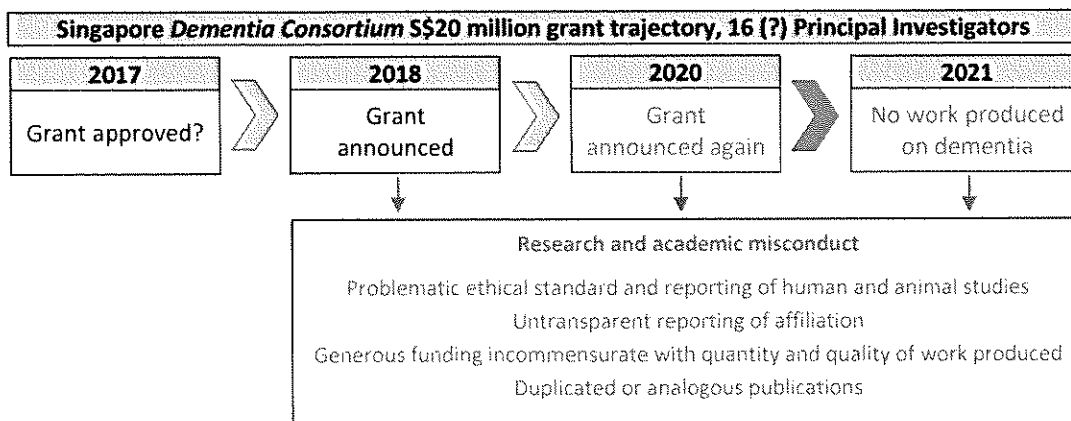 Singapore Dementia Consortium S$20 million grant trajectory, 16 (?) Principal Investigators
2017
Grant approved?
2018
Grant
announced
2020
Grant
announced again
2021
No work produced
on dementia
Research and academic misconduct
Problematic ethical standard and reporting of human and animal studies
Untransparent reporting of affiliation
Generous funding incommensurate with quantity and quality of work produced
Duplicated or analogous publications